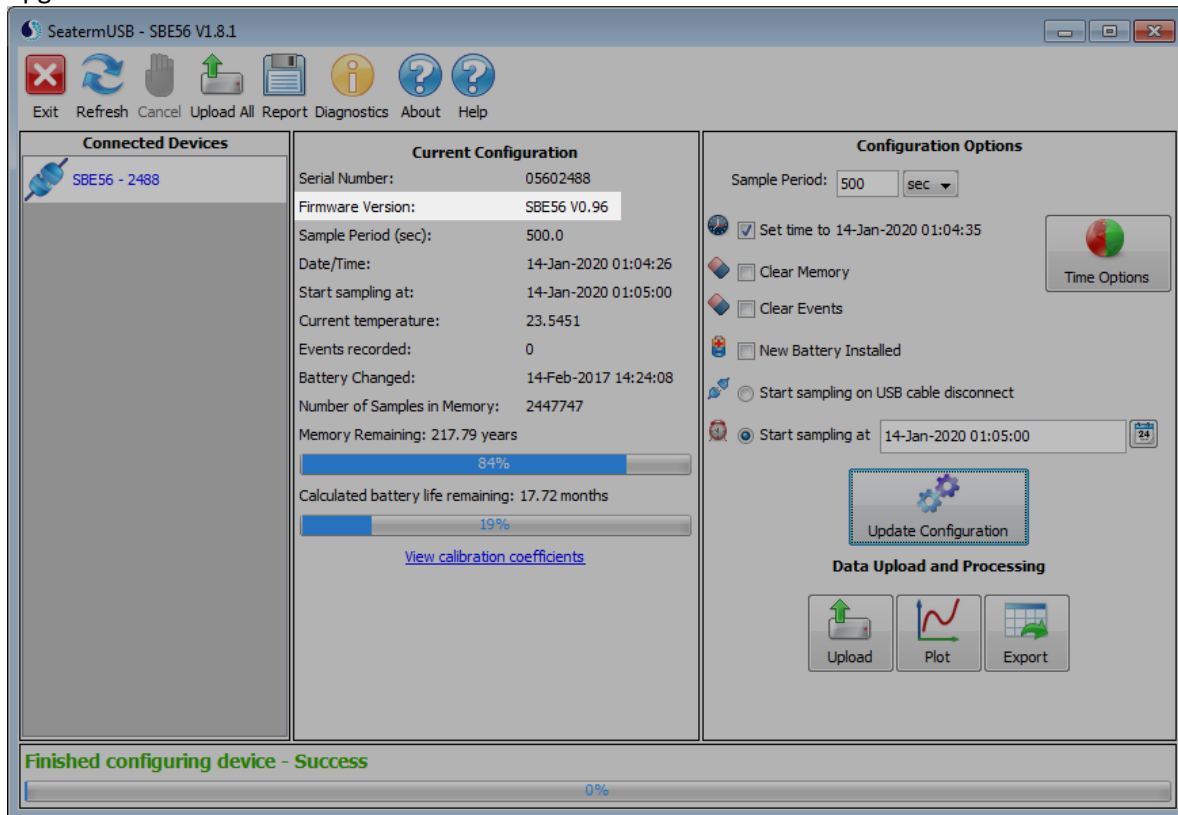 SeatermUSB - SBE56 V1.8.1
Exit Refresh Cancel Upload All Report Diagnostics About Help
Connected Devices
SBE56 - 2488
Current Configuration
Serial Number: 05602488
Firmware Version: SBE56 V0.96
Sample Period (sec): 500.0
Date/Time: 14-Jan-2020 01:04:26
Start sampling at: 14-Jan-2020 01:05:00
Current temperature: 23.5451
Events recorded: 0
Battery Changed: 14-Feb-2017 14:24:08
Number of Samples in Memory: 2447747
Memory Remaining: 217.79 years
84%
Calculated battery life remaining: 17.72 months
19%
View calibration coefficients
Configuration Options
Sample Period: 500 sec
Set time to 14-Jan-2020 01:04:35
Time Options
Clear Memory
Clear Events
New Battery Installed
Start sampling on USB cable disconnect
Start sampling at 14-Jan-2020 01:05:00
24
Update Configuration
Data Upload and Processing
Upload Plot Export
Finished configuring device - Success
0%